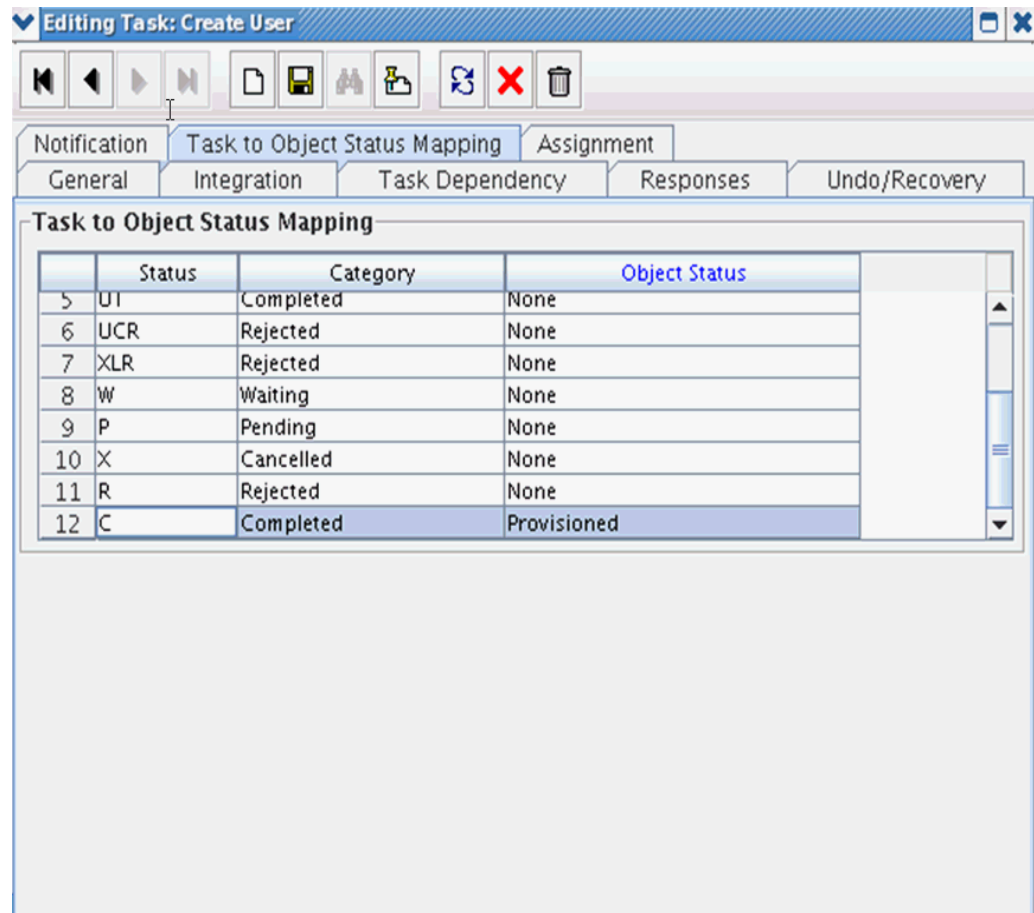 Editing Task: Create User
Notification Task to Object Status Mapping Assignment
General Integration Task Dependency Responses Undo/Recovery
Task to Object Status Mapping
Status Category Object Status
5 UT Completed None
6 UCR Rejected None
7 XLR Rejected None
8 W Waiting None
9 P Pending None
10 X Cancelled None
11 R Rejected None
12 C Completed Provisioned